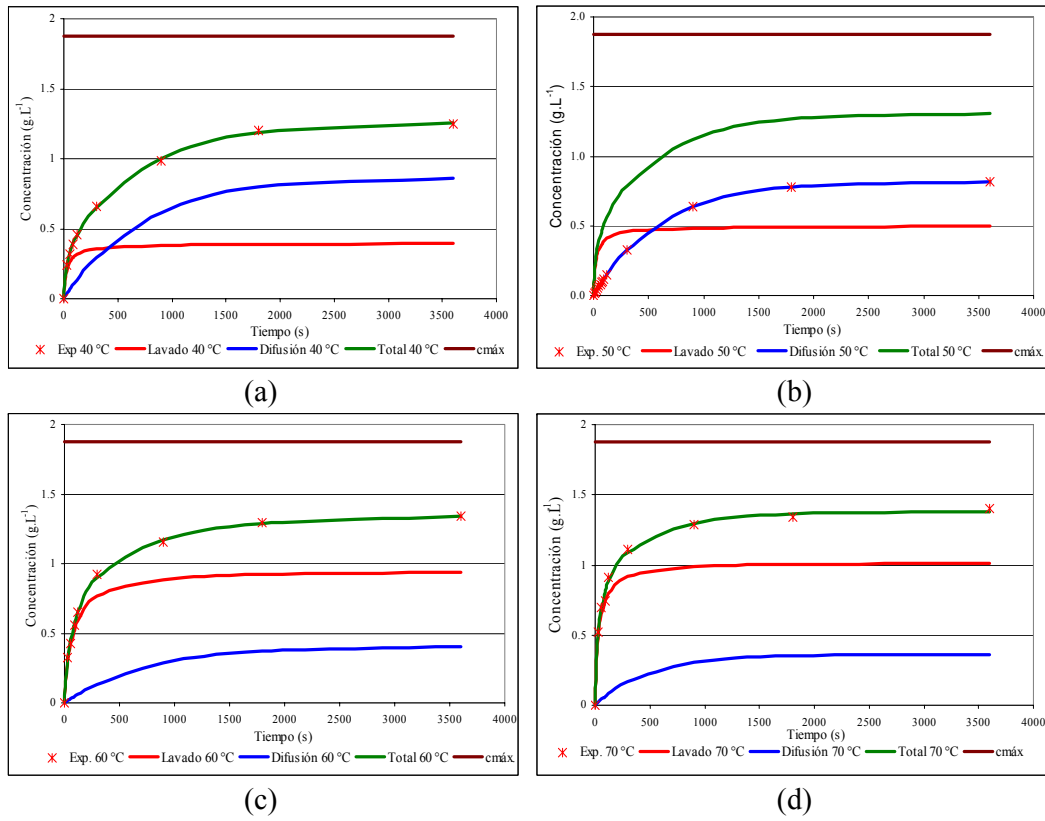 2
1.5
1
0.5
0
0 500 1000 1500 2000 2500 3000 3500 4000
Concentración (g.L⁻¹)
Tiempo (s)
Exp 40 °C Lavado 40 °C Difusión 40 °C Total 40 °C cmáx
(a)
2.0
1.5
1.0
0.5
0.0
0 500 1000 1500 2000 2500 3000 3500 4000
Concentración (g.L⁻¹)
Tiempo (s)
Exp. 50 °C Lavado 50 °C Difusión 50 °C Total 50 °C cmáx.
(b)
2
1.5
1
0.5
0
0 500 1000 1500 2000 2500 3000 3500 4000
Concentración (g.L⁻¹)
Tiempo (s)
Exp. 60 °C Lavado 60 °C Difusión 60 °C Total 60 °C cmáx.
(c)
2
1.5
1
0.5
0
0 500 1000 1500 2000 2500 3000 3500 4000
Concentración (g.L⁻¹)
Tiempo (s)
Exp. 70 °C Lavado 70 °C Difusión 70 °C Total 70 °C cmáx.
(d)